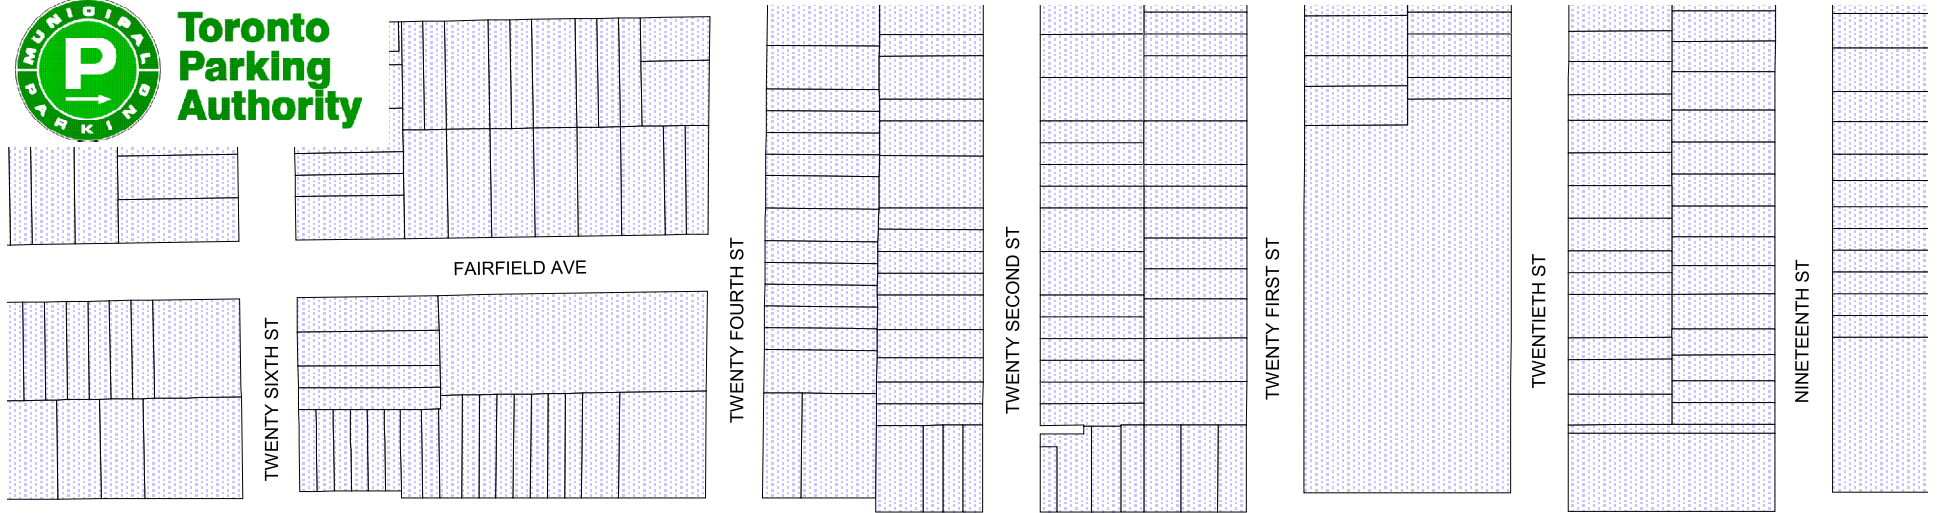 MUNICIPAL
P
PARKING
Toronto
Parking
Authority
FAIRFIELD AVE
TWENTY SIXTH ST
TWENTY FOURTH ST
TWENTY SECOND ST
TWENTY FIRST ST
TWENTIETH ST
NINETEENTH ST